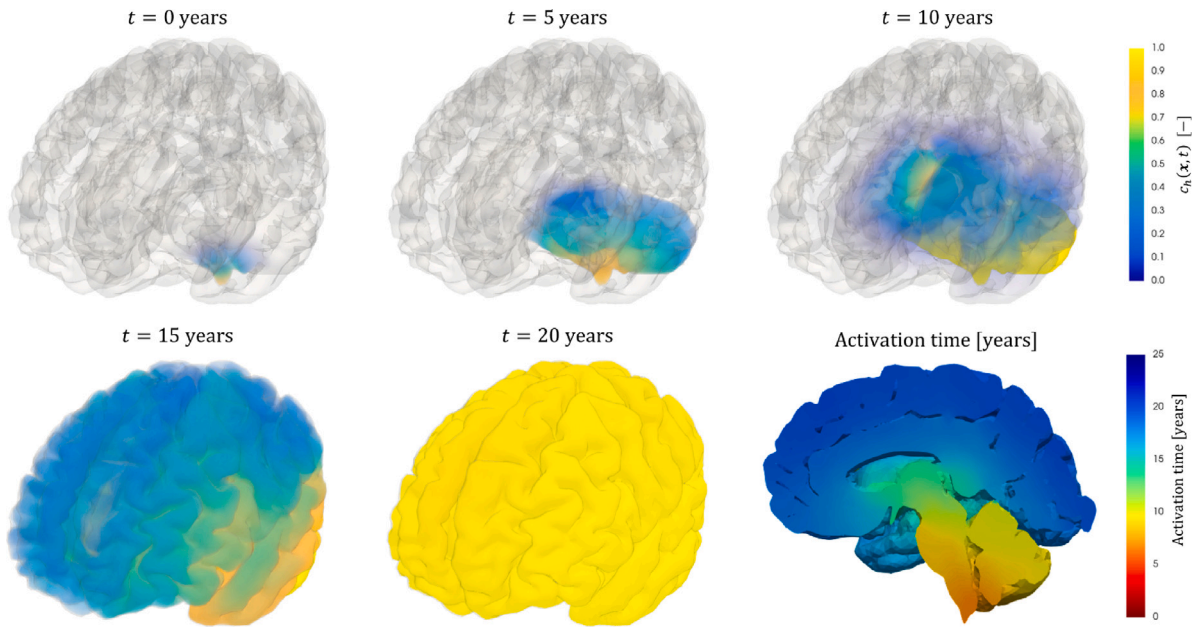 t = 0 years
t = 5 years
t = 10 years
1.0
0.9
0.8
0.7
0.6
0.5
0.4
0.3
0.2
0.1
0.0
c_h(x, t) [−]
t = 15 years
t = 20 years
Activation time [years]
25
20
15
10
5
0
Activation time [years]